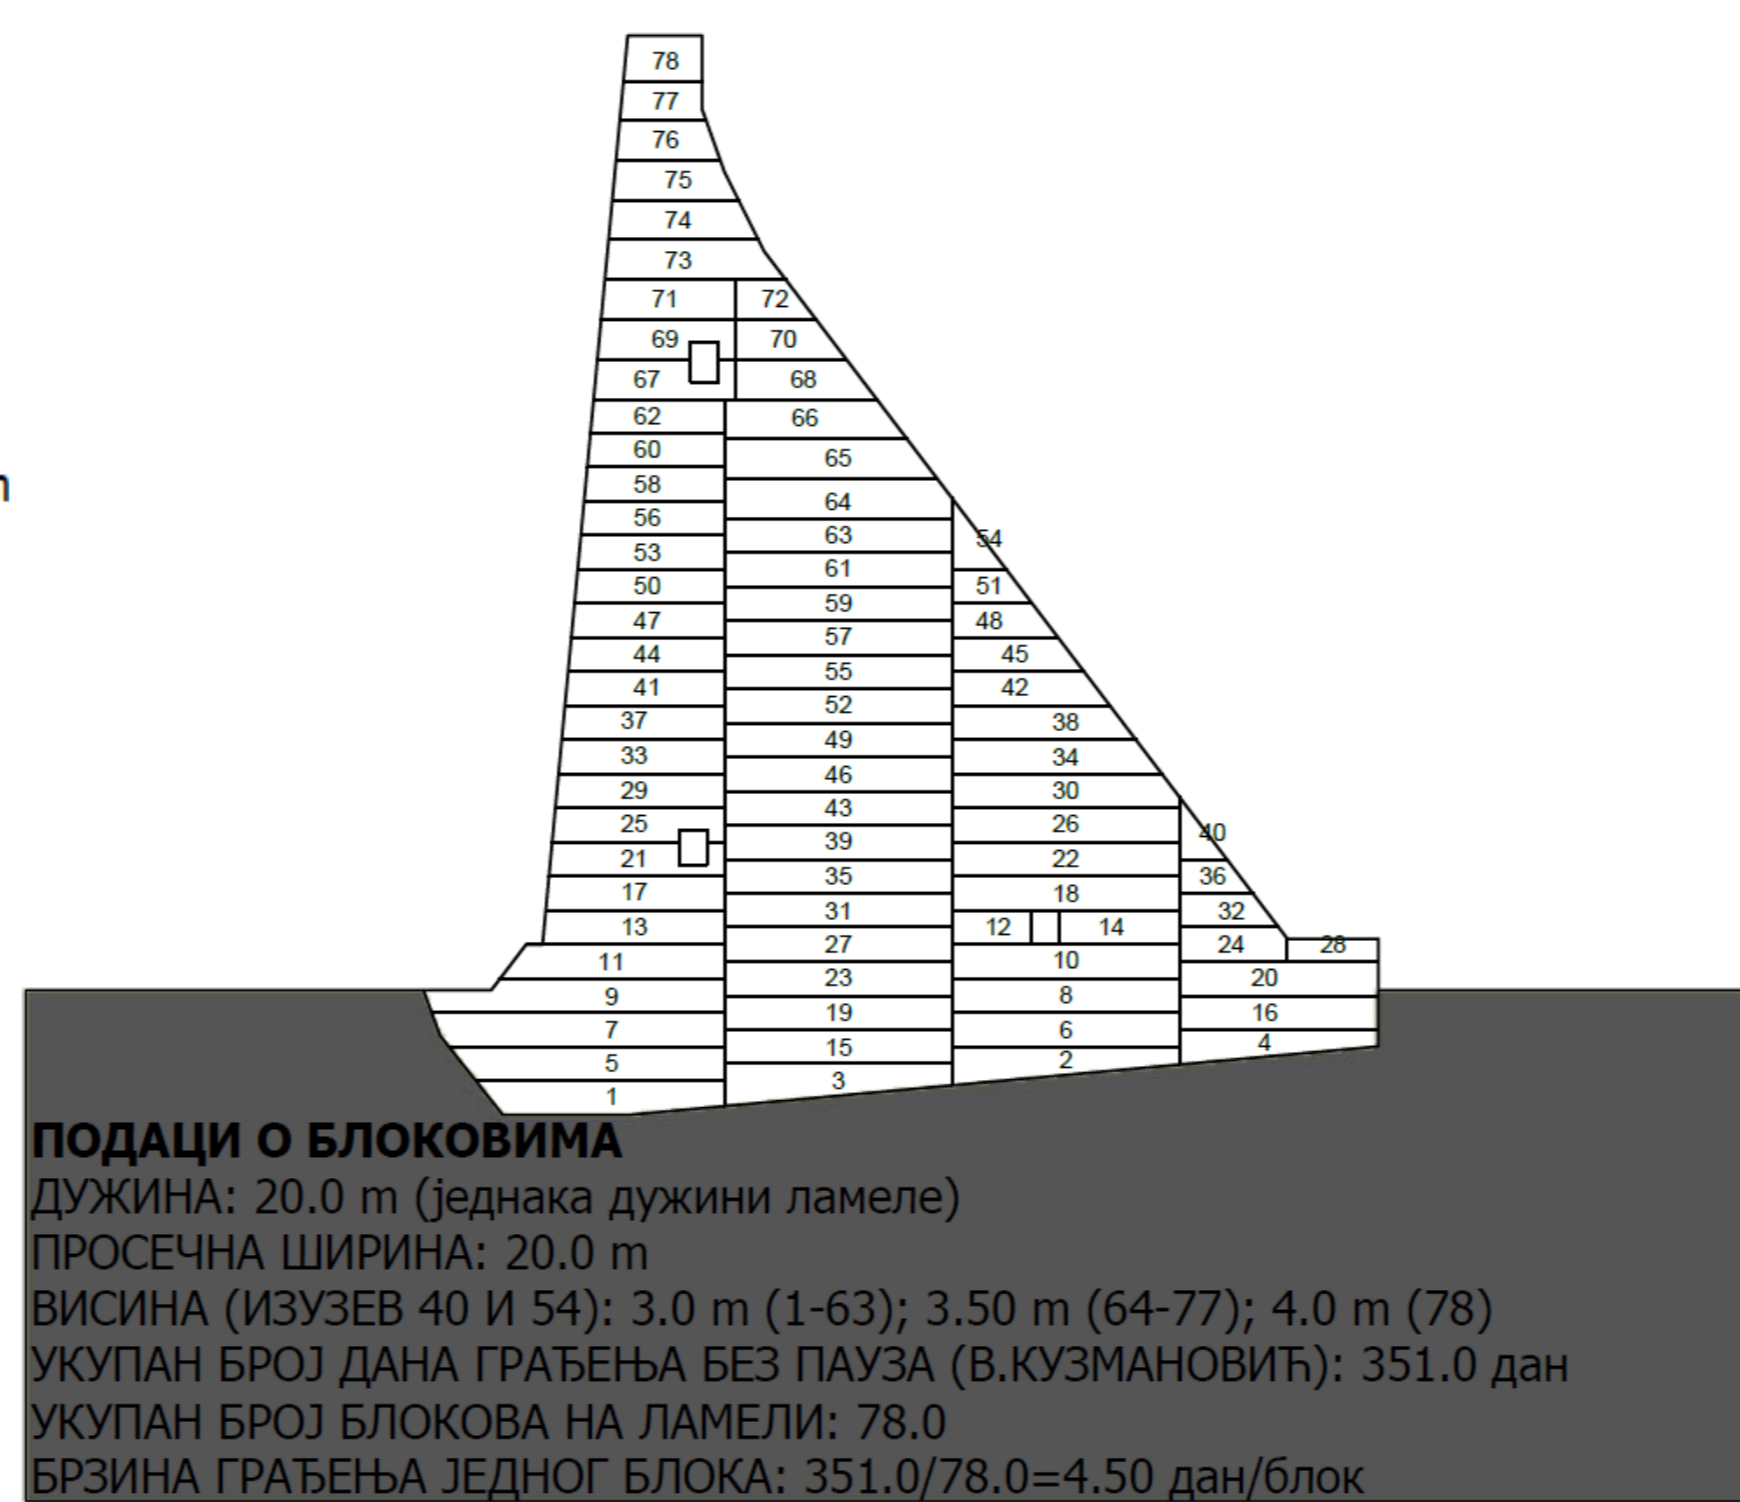 78
77
76
75
74
73
71 72
69 70
67 68
62 66
60 65
58
56 64
53 63 54
50 61 51
47 59 48
44 57 45
41 55 42
37 52 38
33 49 34
29 46 30
25 43 26 40
21 39 22 36
17 35 18 32
13 31 12 14
11 27 10 24 28
9 23 8 20
7 19 6 16
5 15 2 4
1 3
ПОДАЦИ О БЛОКОВИМА
ДУЖИНА: 20.0 m (једнака дужини ламеле)
ПРОСЕЧНА ШИРИНА: 20.0 m
ВИСИНА (ИЗУЗЕВ 40 И 54): 3.0 m (1-63); 3.50 m (64-77); 4.0 m (78)
УКУПАН БРОЈ ДАНА ГРАЂЕЊА БЕЗ ПАУЗА (В.КУЗМАНОВИЋ): 351.0 дан
УКУПАН БРОЈ БЛОКОВА НА ЛАМЕЛИ: 78.0
БРЗИНА ГРАЂЕЊА ЈЕДНОГ БЛОКА: 351.0/78.0=4.50 дан/блок